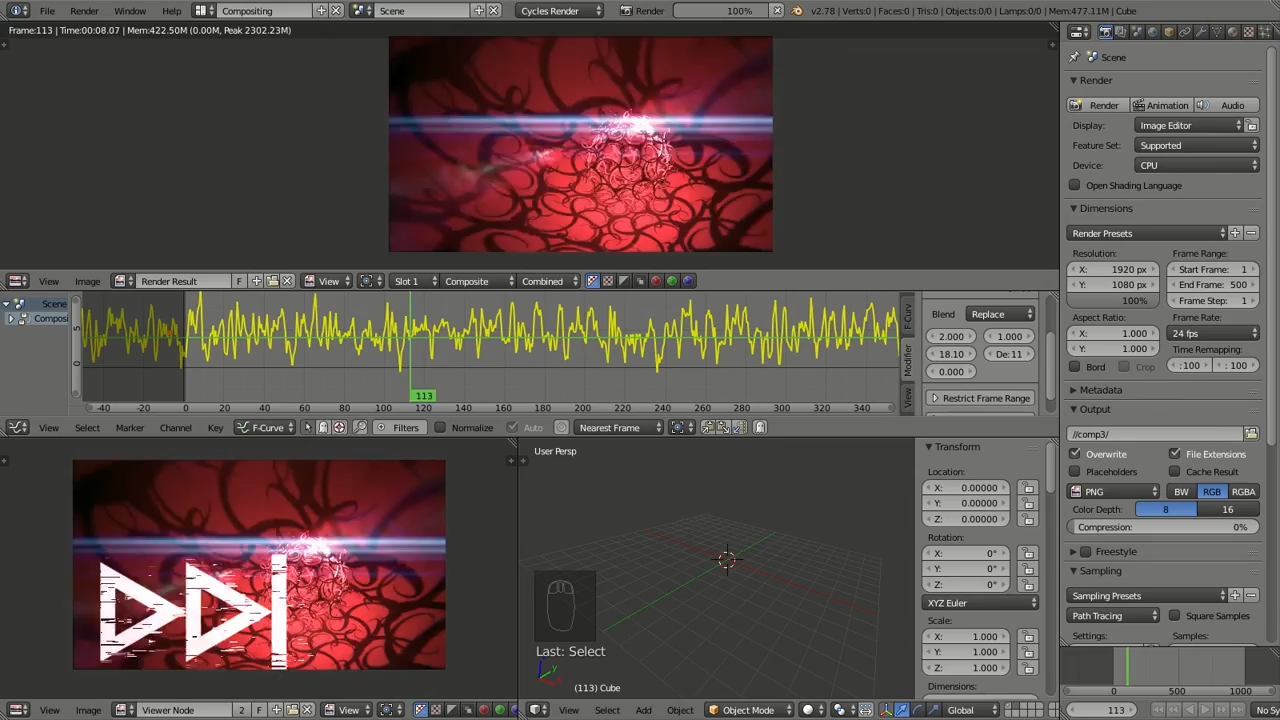 File Render Window Help Compositing Scene Cycles Render Render 100% v2.78 | Verts:0 | Faces:0 | Tris:0 | Objects:0/0 | Lamps:0/0 | Mem:477.11M | Cube
Frame:113 | Time:00:08.07 | Mem:422.50M (0.00M, Peak 2302.23M)
Scene
Render
Render Animation Audio
Display: Image Editor
Feature Set: Supported
Device: CPU
Open Shading Language
Dimensions
Render Presets
Resolution: Frame Range:
X: 1920 px Start Frame: 1
Y: 1080 px End Frame: 500
100% Frame Step: 1
Aspect Ratio: Frame Rate:
X: 1.000 24 fps
Y: 1.000 Time Remapping:
Bord Crop :100 : 100
Metadata
Output
//comp3/
Overwrite File Extensions
Placeholders Cache Result
PNG BW RGB RGBA
Color Depth: 8 16
Compression: 0%
Freestyle
Sampling
Sampling Presets
Path Tracing Square Samples
Settings: Samples:
0 500 1000
113 No Sy
View Image Render Result F View Slot 1 Composite Combined
Scene
Composi
5
0
113
-40 -20 0 20 40 60 80 100 120 140 160 180 200 220 240 260 280 300 320 340
F-Curv
Modifier
View
Blend Replace
2.000 1.000
18.10 De:11
0.000
Restrict Frame Range
View Select Marker Channel Key F-Curve Filters Normalize Auto Nearest Frame
User Persp
Last: Select
(113) Cube
Transform
Location:
X: 0.00000
Y: 0.00000
Z: 0.00000
Rotation:
X: 0°
Y: 0°
Z: 0°
XYZ Euler
Scale:
X: 1.000
Y: 1.000
Z: 1.000
Dimensions:
View Image Viewer Node 2 F View
View Select Add Object Object Mode Global